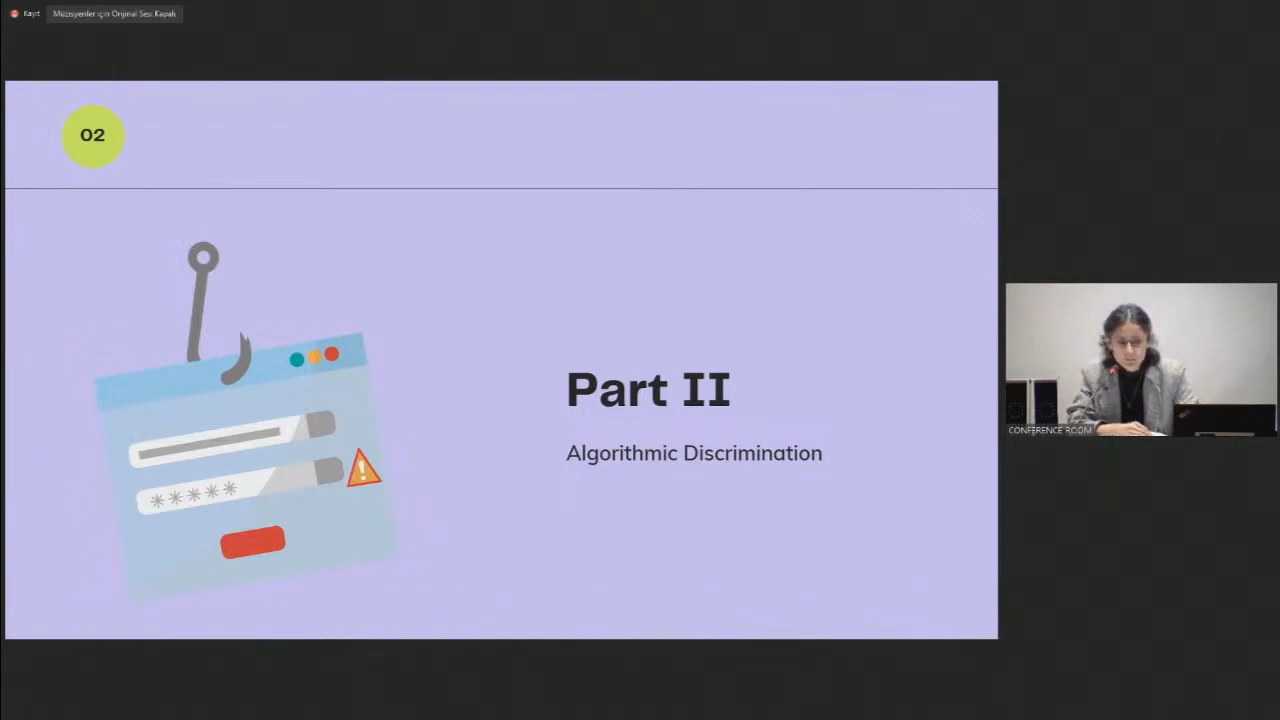 Kayıt
Müzisyenler için Orijinal Ses: Kapalı
02
Part II
Algorithmic Discrimination
*****
CONFERENCE ROOM